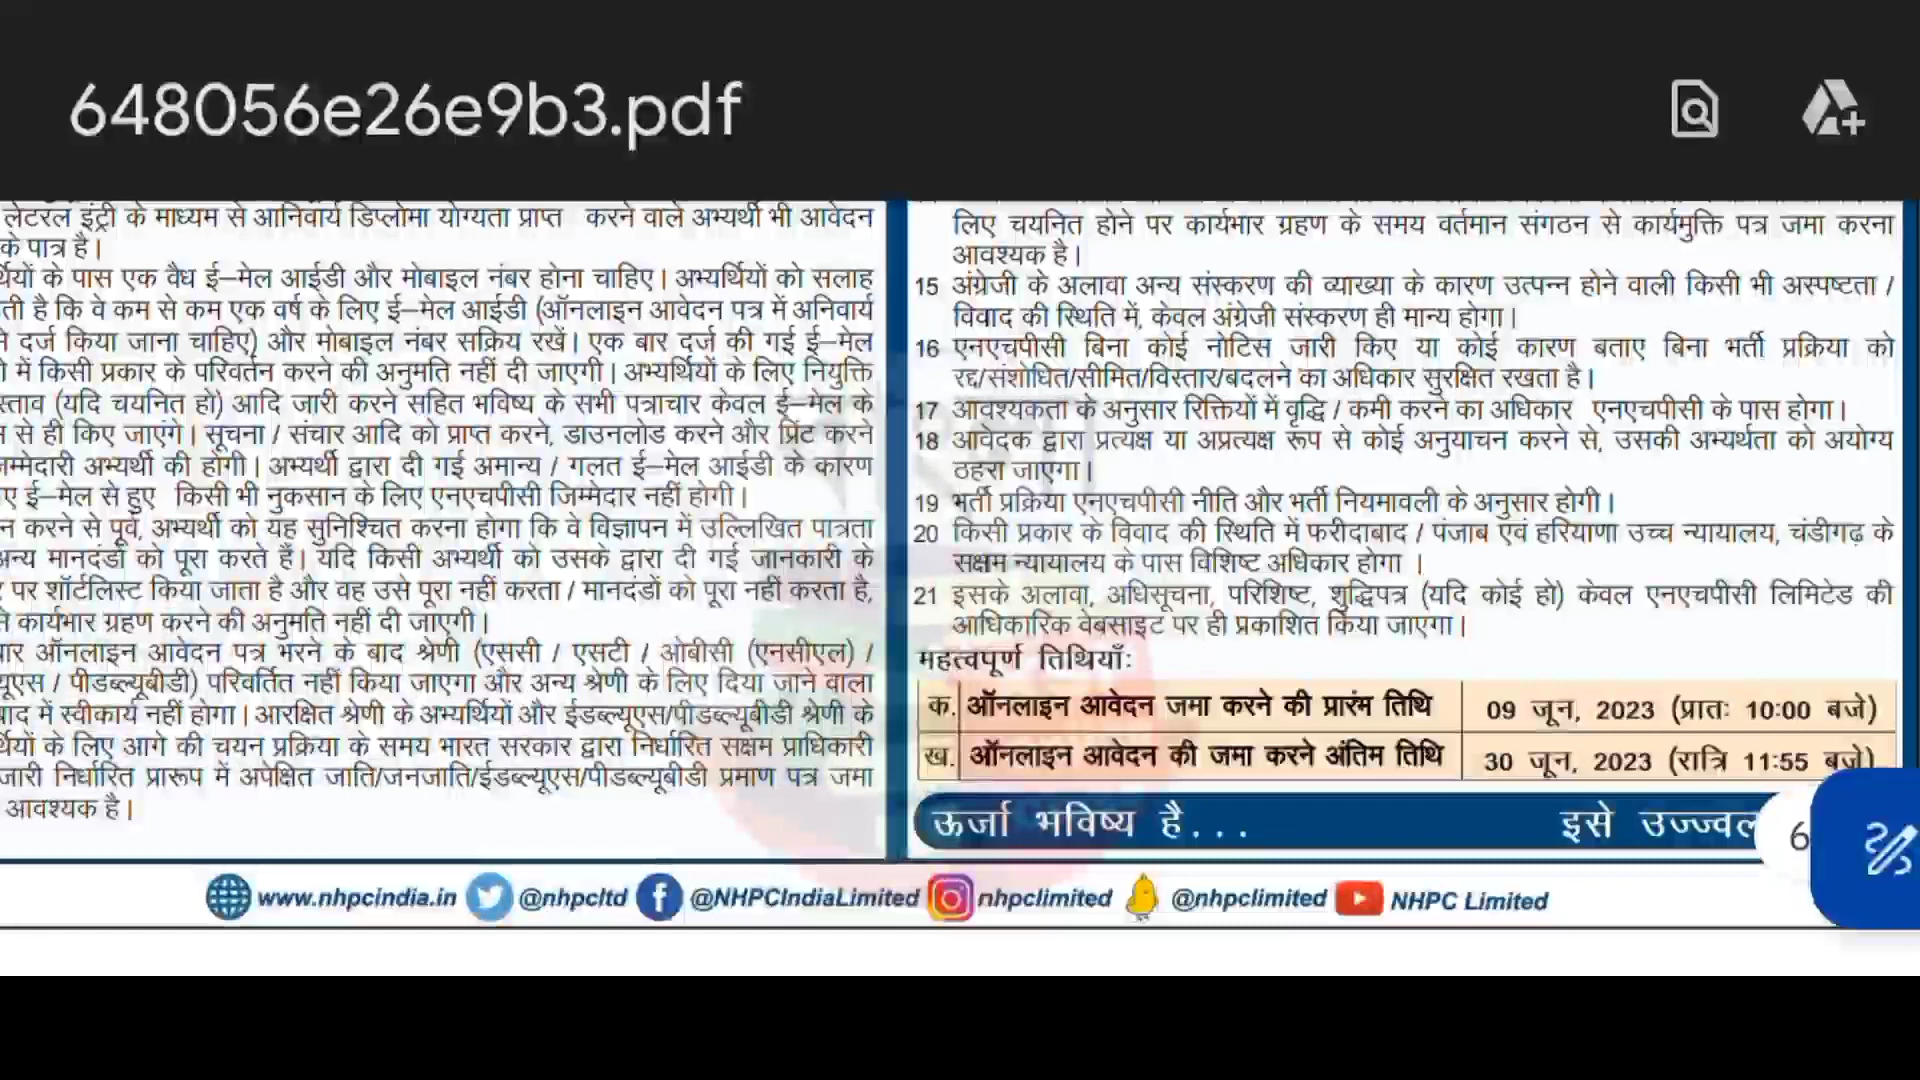 648056e26e9b3.pdf
लेटरल इंट्री के माध्यम से अनिवार्य डिप्लोमा योग्यता प्राप्त करने वाले अभ्यर्थी भी आवेदन
के पात्र है।
र्थियों के पास एक वैध ई–मेल आईडी और मोबाइल नंबर होना चाहिए। अभ्यर्थियों को सलाह
ती है कि वे कम से कम एक वर्ष के लिए ई–मेल आईडी (ऑनलाइन आवेदन पत्र में अनिवार्य
दर्ज किया जाना चाहिए) और मोबाइल नंबर सक्रिय रखें। एक बार दर्ज की गई ई–मेल
में किसी प्रकार के परिवर्तन करने की अनुमति नहीं दी जाएगी। अभ्यर्थियों के लिए नियुक्ति
स्ताव (यदि चयनित हो) आदि जारी करने सहित भविष्य के सभी पत्राचार केवल ई–मेल के
से ही किए जाएंगे। सूचना / संचार आदि को प्राप्त करने, डाउनलोड करने और प्रिंट करने
जम्मेदारी अभ्यर्थी की होगी। अभ्यर्थी द्वारा दी गई अमान्य / गलत ई–मेल आईडी के कारण
ए ई–मेल से हुए किसी भी नुकसान के लिए एनएचपीसी जिम्मेदार नहीं होगी।
न करने से पूर्व, अभ्यर्थी को यह सुनिश्चित करना होगा कि वे विज्ञापन में उल्लिखित पात्रता
अन्य मानदंडों को पूरा करते हैं। यदि किसी अभ्यर्थी को उसके द्वारा दी गई जानकारी के
पर शॉर्टलिस्ट किया जाता है और वह उसे पूरा नहीं करता / मानदंडों को पूरा नहीं करता है,
कार्यभार ग्रहण करने की अनुमति नहीं दी जाएगी।
बार ऑनलाइन आवेदन पत्र भरने के बाद श्रेणी (एससी / एसटी / ओबीसी (एनसीएल) /
यूएस / पीडब्ल्यूबीडी) परिवर्तित नहीं किया जाएगा और अन्य श्रेणी के लिए दिया जाने वाला
बाद में स्वीकार्य नहीं होगा। आरक्षित श्रेणी के अभ्यर्थियों और ईडब्ल्यूएस/पीडब्ल्यूबीडी श्रेणी के
र्थियों के लिए आगे की चयन प्रक्रिया के समय भारत सरकार द्वारा निर्धारित सक्षम प्राधिकारी
जारी निर्धारित प्रारूप में अपेक्षित जाति/जनजाति/ईडब्ल्यूएस/पीडब्ल्यूबीडी प्रमाण पत्र जमा
आवश्यक है।
लिए चयनित होने पर कार्यभार ग्रहण के समय वर्तमान संगठन से कार्यमुक्ति पत्र जमा करना
आवश्यक है।
15 अंग्रेजी के अलावा अन्य संस्करण की व्याख्या के कारण उत्पन्न होने वाली किसी भी अस्पष्टता /
विवाद की स्थिति में, केवल अंग्रेजी संस्करण ही मान्य होगा।
16 एनएचपीसी बिना कोई नोटिस जारी किए या कोई कारण बताए बिना भर्ती प्रक्रिया को
रद्द/संशोधित/सीमित/विस्तार/बदलने का अधिकार सुरक्षित रखता है।
17 आवश्यकता के अनुसार रिक्तियों में वृद्धि / कमी करने का अधिकार एनएचपीसी के पास होगा।
18 आवेदक द्वारा प्रत्यक्ष या अप्रत्यक्ष रूप से कोई अनुयाचन करने से, उसकी अभ्यर्थता को अयोग्य
ठहरा जाएगा।
19 भर्ती प्रक्रिया एनएचपीसी नीति और भर्ती नियमावली के अनुसार होगी।
20 किसी प्रकार के विवाद की स्थिति में फरीदाबाद / पंजाब एवं हरियाणा उच्च न्यायालय, चंडीगढ़ के
सक्षम न्यायालय के पास विशिष्ट अधिकार होगा ।
21 इसके अलावा, अधिसूचना, परिशिष्ट, शुद्धिपत्र (यदि कोई हो) केवल एनएचपीसी लिमिटेड की
आधिकारिक वेबसाइट पर ही प्रकाशित किया जाएगा।
महत्वपूर्ण तिथियाँः
क. ऑनलाइन आवेदन जमा करने की प्रारंभ तिथि 09 जून, 2023 (प्रातः 10:00 बजे)
ख. ऑनलाइन आवेदन की जमा करने अंतिम तिथि 30 जून, 2023 (रात्रि 11:55 बजे)
ऊर्जा भविष्य है... इसे उज्ज्वल
6
www.nhpcindia.in @nhpcltd @NHPCIndiaLimited nhpclimited @nhpclimited NHPC Limited